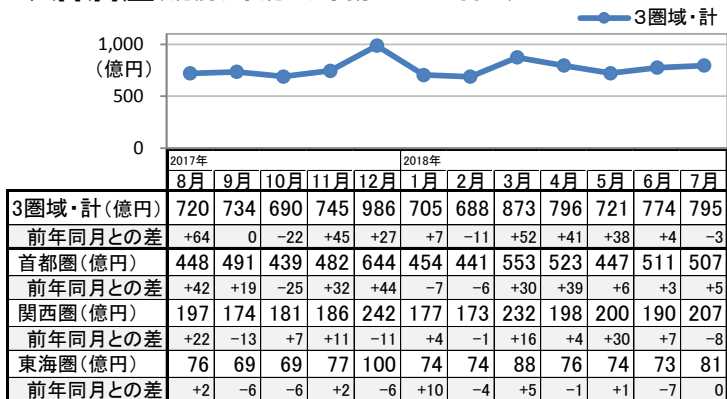 3圏域・計
1,000
(億円)
500
0
2017年 2018年
8月 9月 10月 11月 12月 1月 2月 3月 4月 5月 6月 7月
3圏域・計(億円) 720 734 690 745 986 705 688 873 796 721 774 795
前年同月との差 +64 0 -22 +45 +27 +7 -11 +52 +41 +38 +4 -3
首都圏(億円) 448 491 439 482 644 454 441 553 523 447 511 507
前年同月との差 +42 +19 -25 +32 +44 -7 -6 +30 +39 +6 +3 +5
関西圏(億円) 197 174 181 186 242 177 173 232 198 200 190 207
前年同月との差 +22 -13 +7 +11 -11 +4 -1 +16 +4 +30 +7 -8
東海圏(億円) 76 69 69 77 100 74 74 88 76 74 73 81
前年同月との差 +2 -6 -6 +2 -6 +10 -4 +5 -1 +1 -7 0